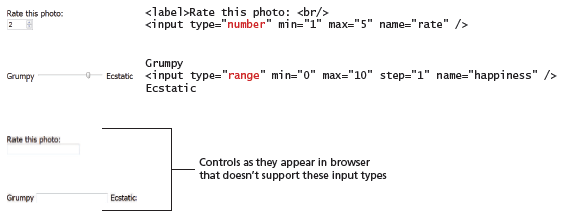 Rate this photo:
2
<label>Rate this photo: <br/>
<input type="number" min="1" max="5" name="rate" />
Grumpy
Ecstatic
Grumpy
<input type="range" min="0" max="10" step="1" name="happiness" />
Ecstatic
Rate this photo:
Grumpy
Ecstatic
Controls as they appear in browser
that doesn't support these input types